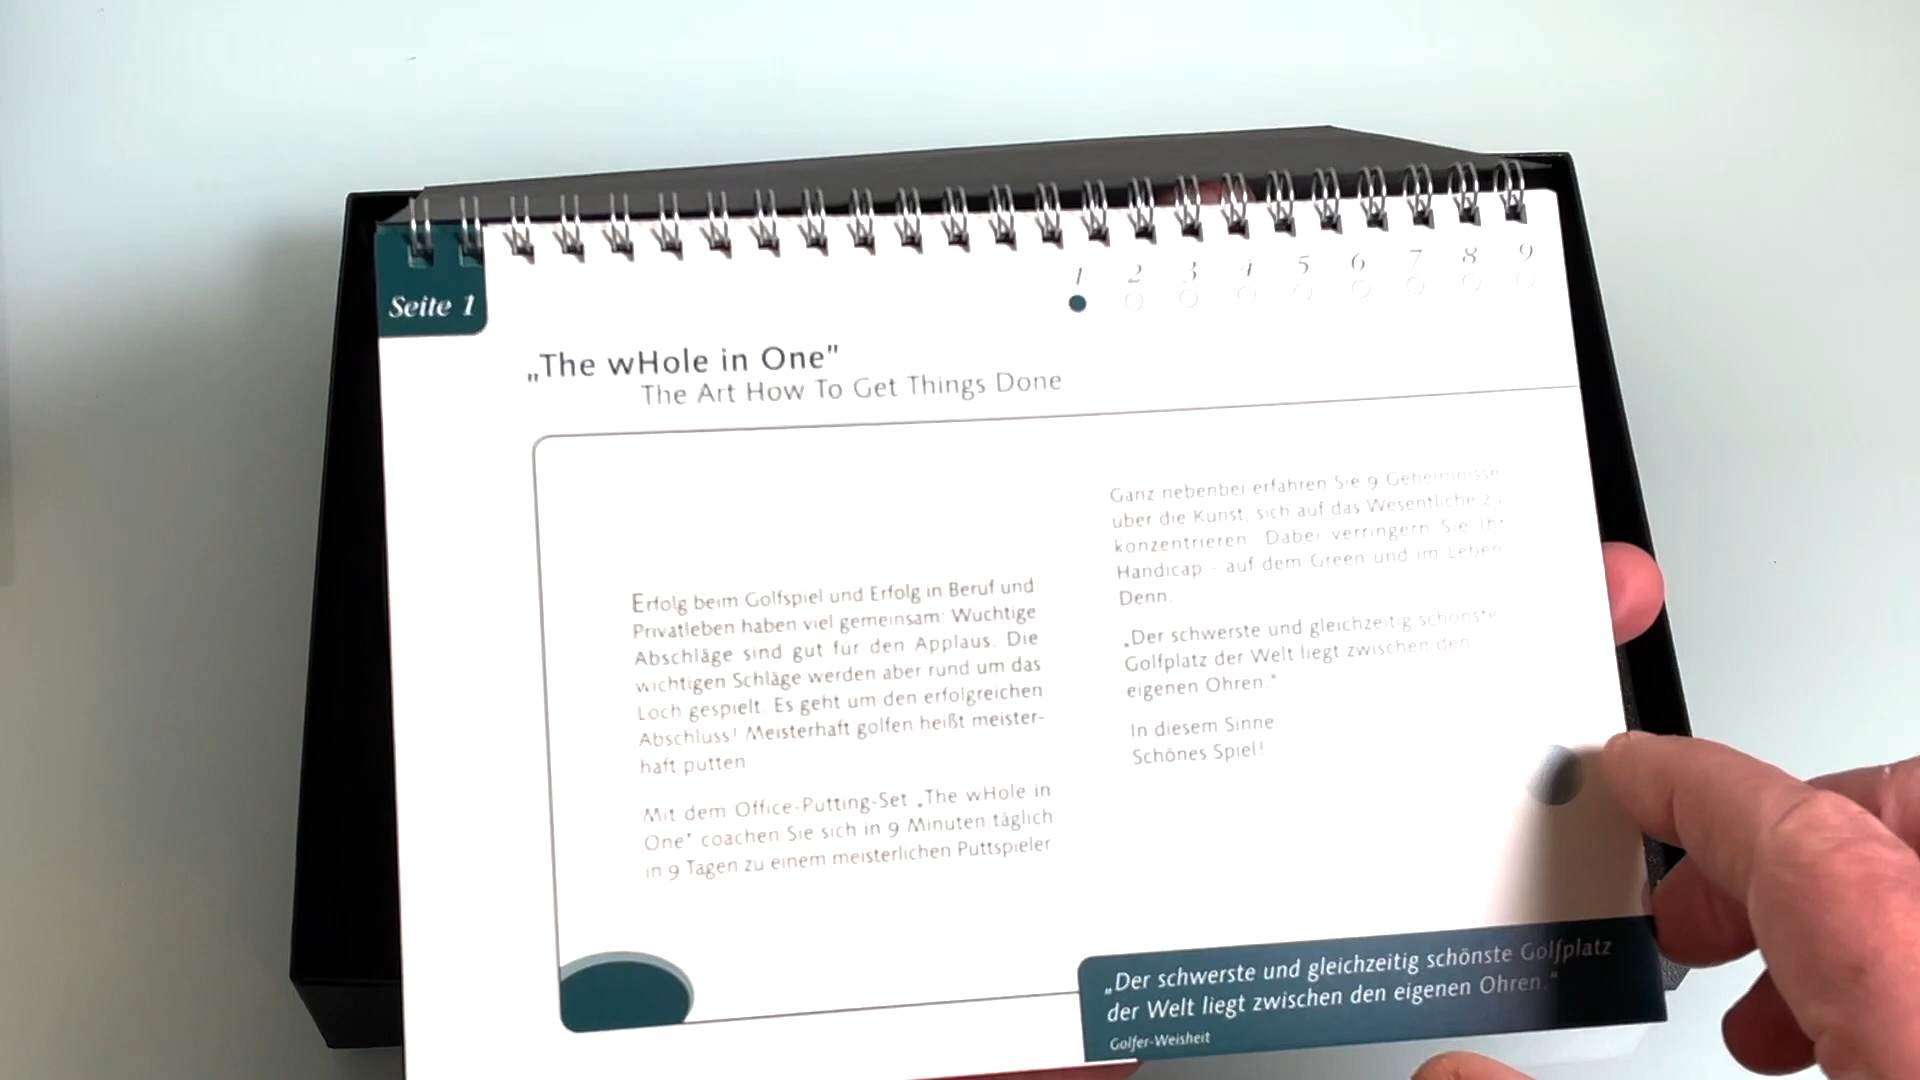 Seite 1
1 2 3 4 5 6 7 8 9
„The wHole in One"
The Art How To Get Things Done
Erfolg beim Golfspiel und Erfolg in Beruf und
Privatleben haben viel gemeinsam: Wuchtige
Abschläge sind gut für den Applaus. Die
wichtigen Schläge werden aber rund um das
Loch gespielt. Es geht um den erfolgreichen
Abschluss! Meisterhaft golfen heißt meister-
haft putten
Mit dem Office-Putting-Set „The wHole in
One" coachen Sie sich in 9 Minuten täglich
in 9 Tagen zu einem meisterlichen Puttspieler
Ganz nebenbei erfahren Sie 9 Geheimnisse
über die Kunst, sich auf das Wesentliche zu
konzentrieren. Dabei verringern Sie Ihr
Handicap - auf dem Green und im Leben
Denn:
„Der schwerste und gleichzeitig schönste
Golfplatz der Welt liegt zwischen den
eigenen Ohren."
In diesem Sinne.
Schönes Spiel!
„Der schwerste und gleichzeitig schönste Golfplatz
der Welt liegt zwischen den eigenen Ohren."
Golfer-Weisheit